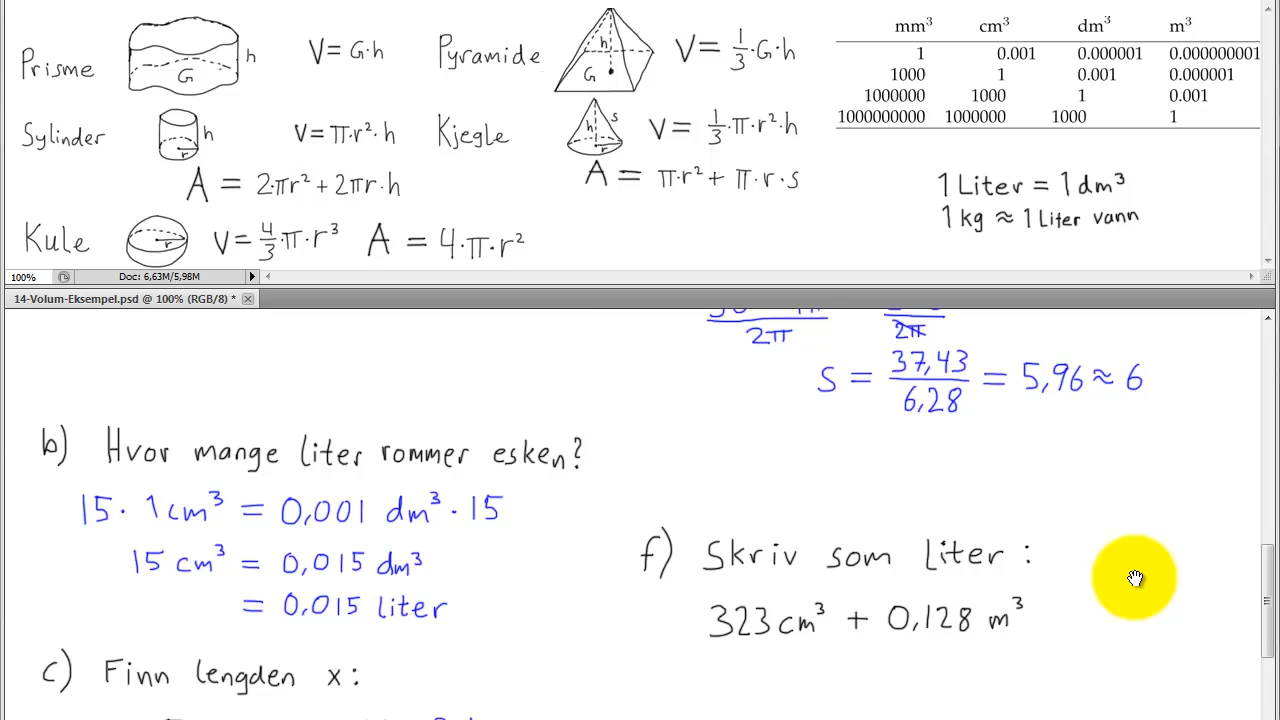 Prisme h G V = G·h
Pyramide h G V = 1/3·G·h
Sylinder h r V = π·r²·h
A = 2·πr² + 2πr·h
Kjegle h s r V = 1/3·π·r²·h
A = π·r² + π·r·s
Kule r V = 4/3·π·r³ A = 4·π·r²
mm³ cm³ dm³ m³
1 0.001 0.000001 0.000000001
1000 1 0.001 0.000001
1000000 1000 1 0.001
1000000000 1000000 1000 1
1 Liter = 1 dm³
1 kg ≈ 1 Liter vann
100% Doc: 6,63M/5,98M
14-Volum-Eksempel.psd @ 100% (RGB/8) *
2π 2π
S = 37,43/6,28 = 5,96 ≈ 6
b) Hvor mange liter rommer esken?
15 · 1 cm³ = 0,001 dm³ · 15
15 cm³ = 0,015 dm³
= 0,015 liter
c) Finn lengden x:
f) Skriv som liter:
323 cm³ + 0,128 m³